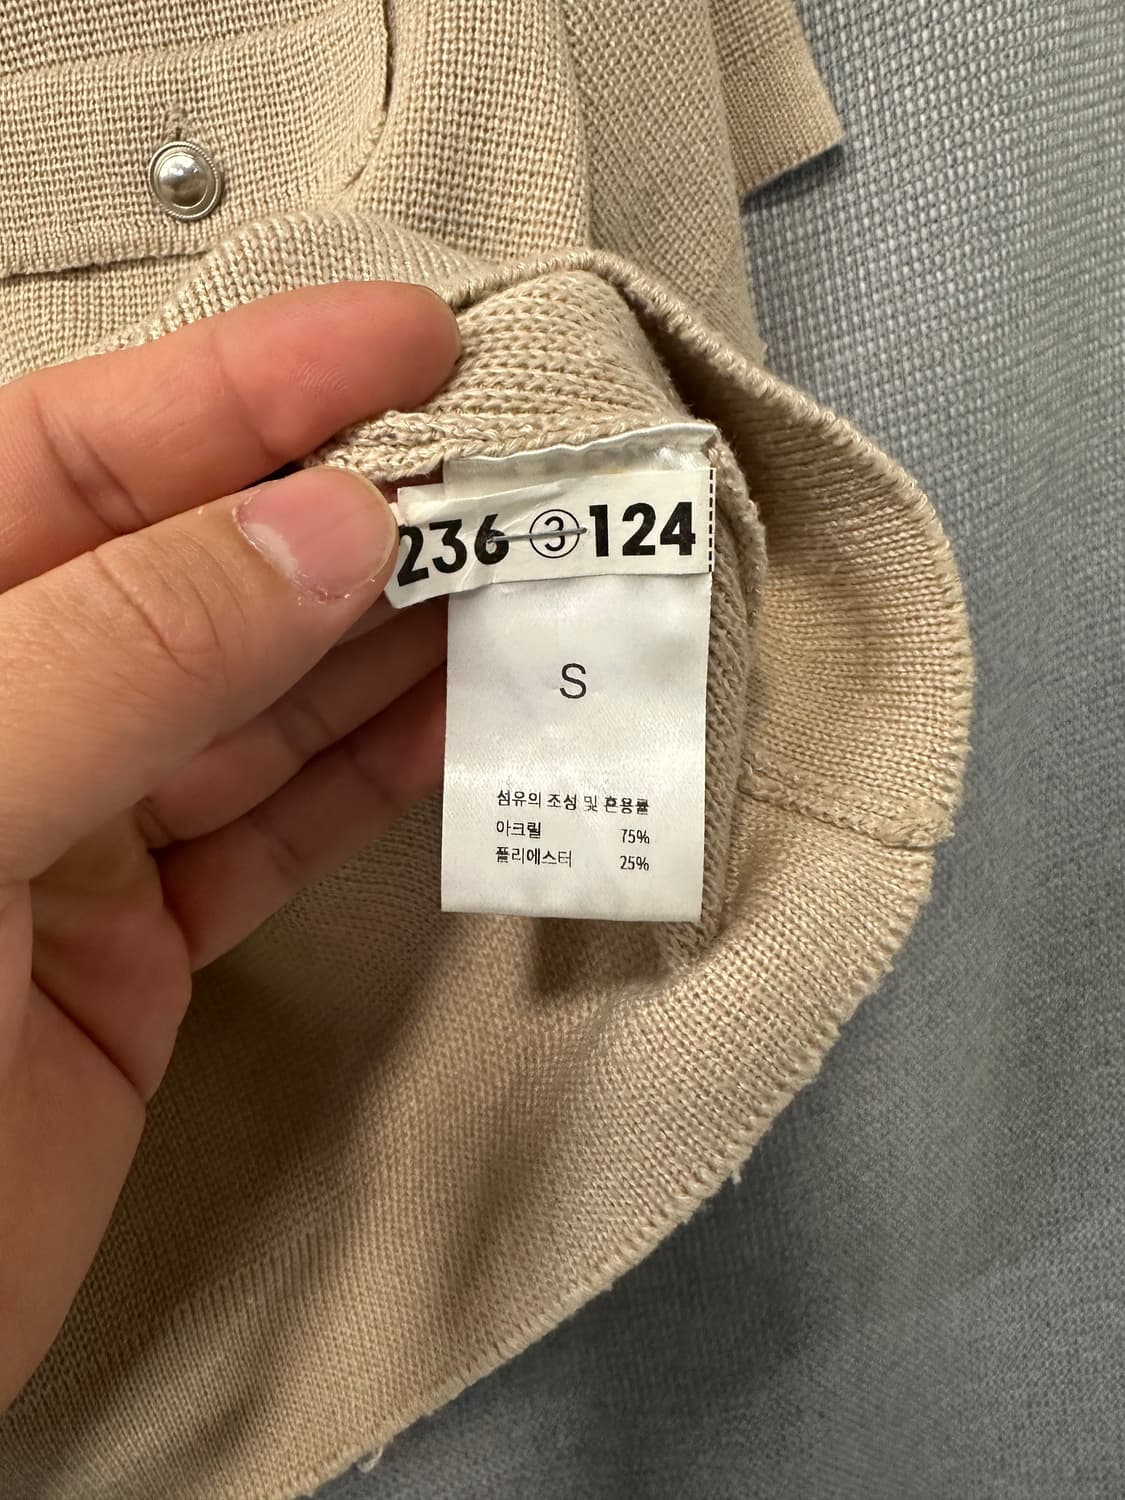 236 ③ 124
S
섬유의 조성 및 혼용률
아크릴 75%
폴리에스터 25%